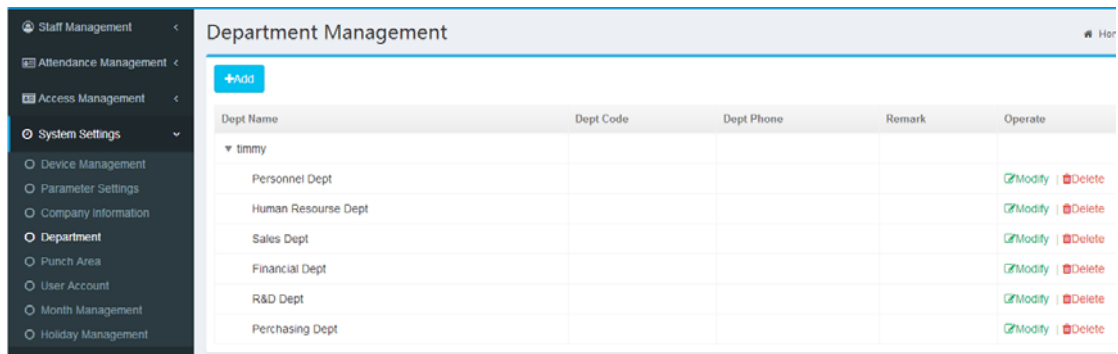 Staff Management
Attendance Management
Access Management
System Settings
Device Management
Parameter Settings
Company Information
Department
Punch Area
User Account
Month Management
Holiday Management
Department Management
+Add
Dept Name Dept Code Dept Phone Remark Operate
timmy
Personnel Dept Modify | Delete
Human Resourse Dept Modify | Delete
Sales Dept Modify | Delete
Financial Dept Modify | Delete
R&D Dept Modify | Delete
Perchasing Dept Modify | Delete